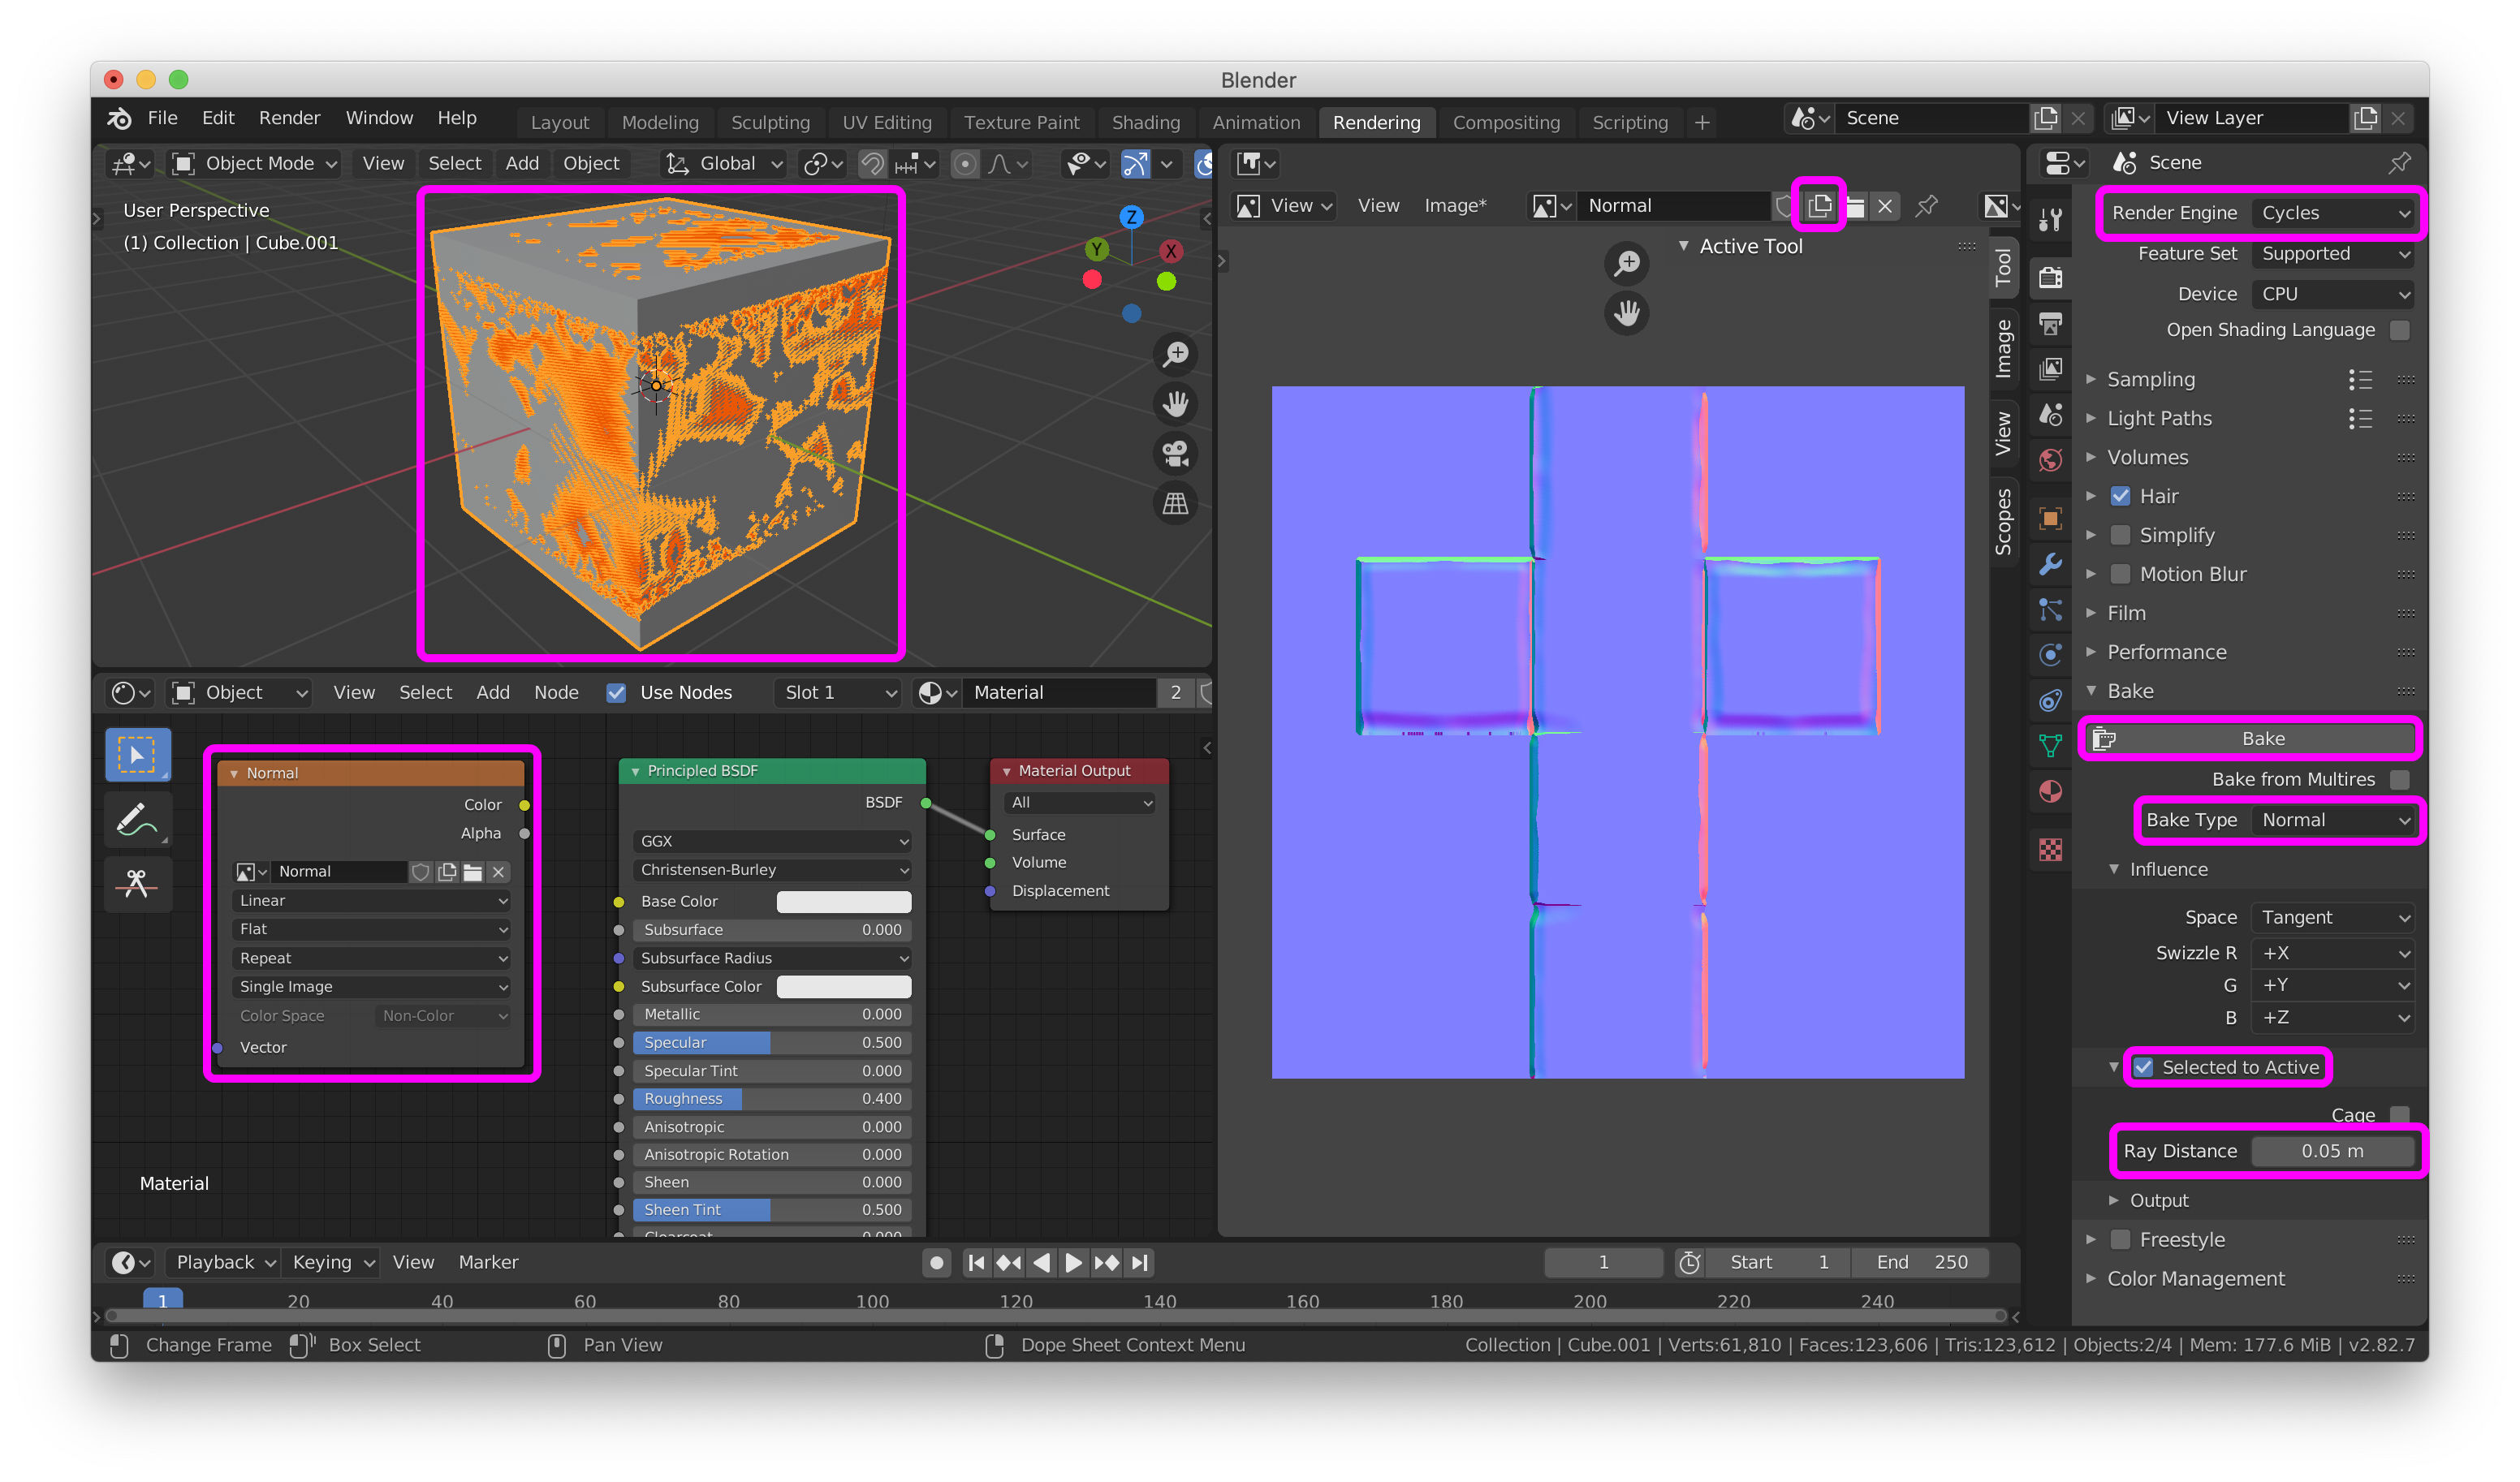 Blender
File Edit Render Window Help Layout Modeling Sculpting UV Editing Texture Paint Shading Animation Rendering Compositing Scripting + Scene View Layer
Object Mode View Select Add Object Global
User Perspective
(1) Collection | Cube.001
Z
Y
X
View View Image* Normal
Active Tool
Tool
Image
View
Scopes
Scene
Render Engine Cycles
Feature Set Supported
Device CPU
Open Shading Language
Sampling
Light Paths
Volumes
Hair
Simplify
Motion Blur
Film
Performance
Bake
Bake
Bake from Multires
Bake Type Normal
Influence
Space Tangent
Swizzle R +X
G +Y
B +Z
Selected to Active
Cage
Ray Distance 0.05 m
Output
Freestyle
Color Management
Object View Select Add Node Use Nodes Slot 1 Material 2
Normal
Color
Alpha
Normal
Linear
Flat
Repeat
Single Image
Color Space Non-Color
Vector
Principled BSDF
BSDF
GGX
Christensen-Burley
Base Color
Subsurface 0.000
Subsurface Radius
Subsurface Color
Metallic 0.000
Specular 0.500
Specular Tint 0.000
Roughness 0.400
Anisotropic 0.000
Anisotropic Rotation 0.000
Sheen 0.000
Sheen Tint 0.500
Clearcoat 0.000
Material Output
All
Surface
Volume
Displacement
Material
Playback Keying View Marker 1 Start 1 End 250
1 20 40 60 80 100 120 140 160 180 200 220 240
Change Frame Box Select Pan View Dope Sheet Context Menu Collection | Cube.001 | Verts:61,810 | Faces:123,606 | Tris:123,612 | Objects:2/4 | Mem: 177.6 MiB | v2.82.7